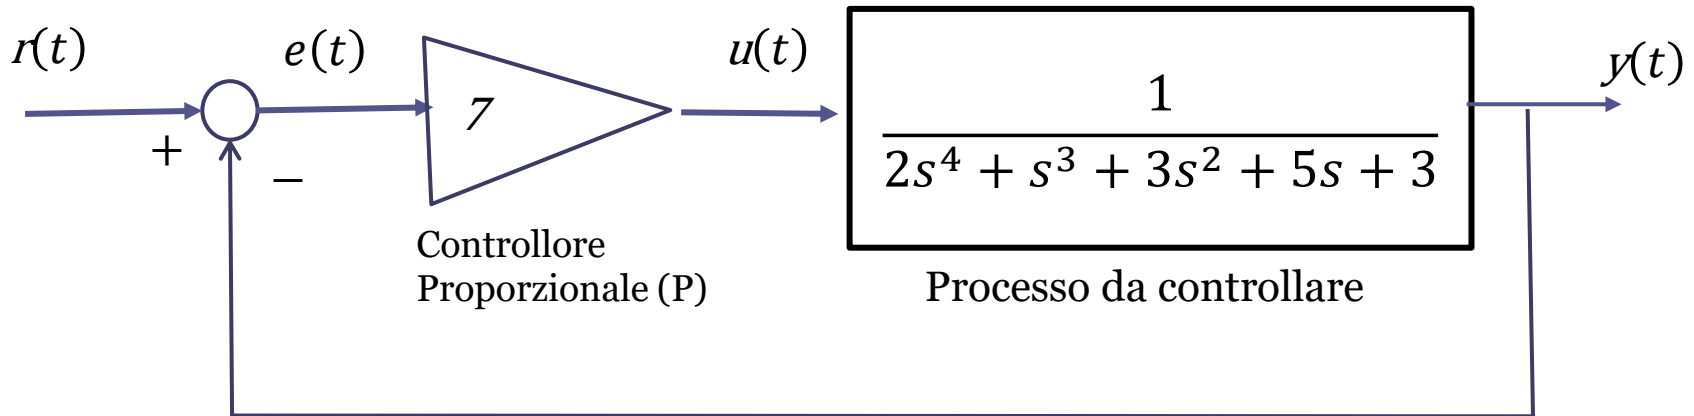 r(t)
e(t)
u(t)
y(t)
+
−
7
1
2s⁴ + s³ + 3s² + 5s + 3
Controllore
Proporzionale (P)
Processo da controllare